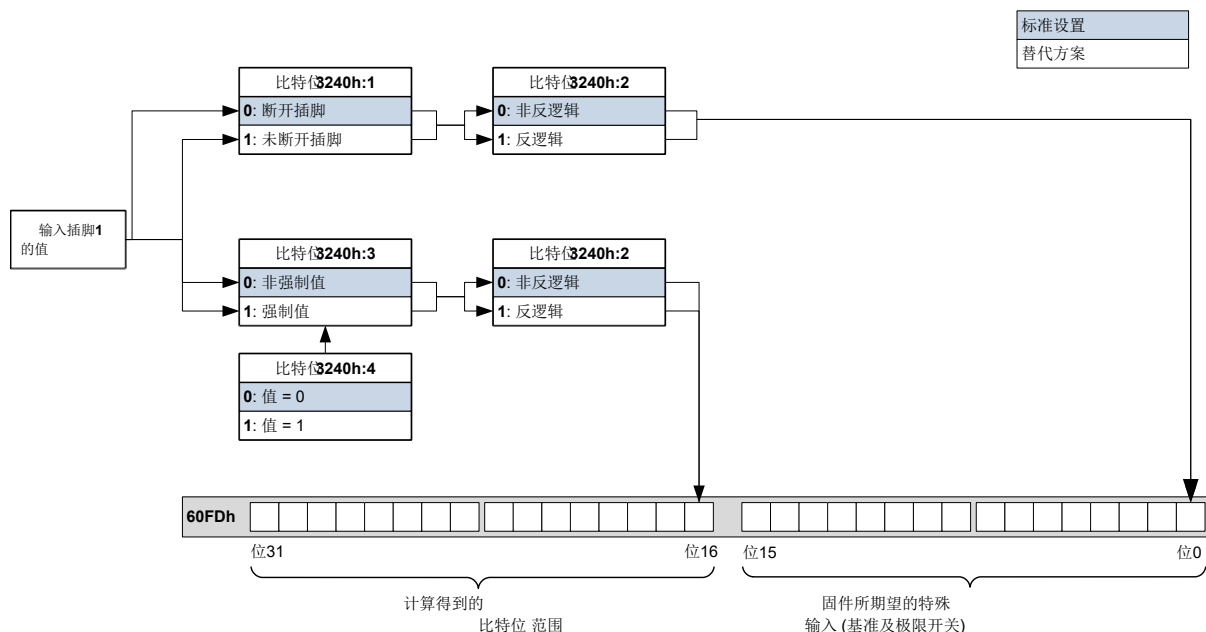 标准设置
替代方案
比特位3240h:1
0: 断开插脚
1: 未断开插脚
比特位3240h:2
0: 非反逻辑
1: 反逻辑
输入插脚1
的值
比特位3240h:3
0: 非强制值
1: 强制值
比特位3240h:2
0: 非反逻辑
1: 反逻辑
比特位3240h:4
0: 值 = 0
1: 值 = 1
60FDh
位31
位16
位15
位0
计算得到的
比特位 范围
固件所期望的特殊
输入 (基准及极限开关)